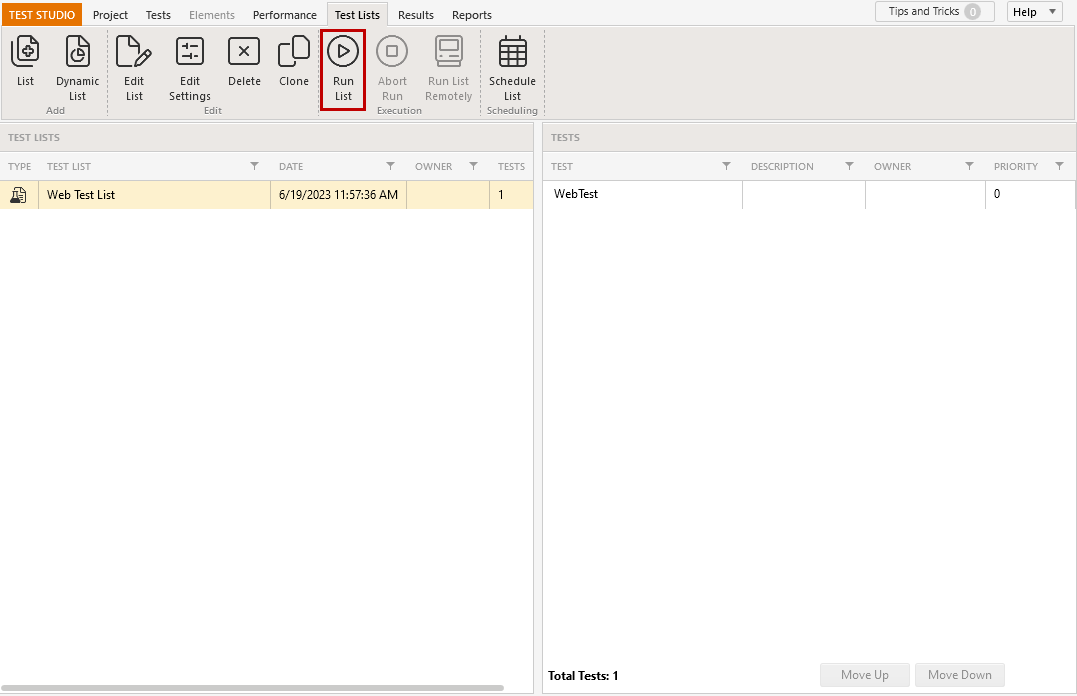 TEST STUDIO Project Tests Elements Performance Test Lists Results Reports Tips and Tricks 0 Help
List Dynamic List Edit List Edit Settings Delete Clone Run List Abort Run Run List Remotely Schedule List
Add Edit Execution Scheduling
TEST LISTS
TYPE TEST LIST DATE OWNER TESTS
Web Test List 6/19/2023 11:57:36 AM 1
TESTS
TEST DESCRIPTION OWNER PRIORITY
WebTest 0
Total Tests: 1 Move Up Move Down